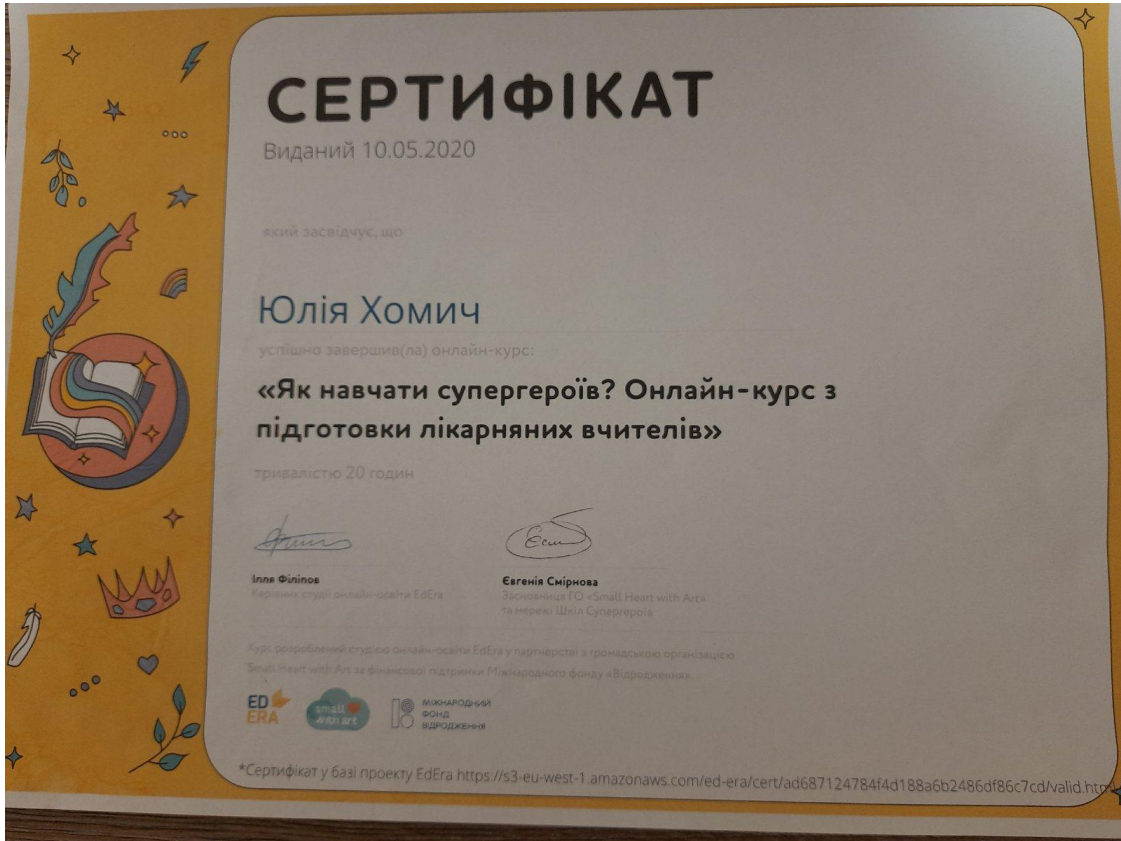 СЕРТИФІКАТ
Виданий 10.05.2020
який засвідчує, що
Юлія Хомич
успішно завершив(ла) онлайн-курс:
«Як навчати супергероїв? Онлайн-курс з
підготовки лікарняних вчителів»
тривалістю 20 годин
Ілля Філіпов
Керівник студії онлайн-освіти EdEra
Євгенія Смірнова
Засновниця ГО «Small Heart with Art»
та мережі Шкіл Супергероїв
Курс розроблений студією онлайн-освіти EdEra у партнерстві з громадською організацією
Small Heart with Art за фінансової підтримки Міжнародного фонду «Відродження»
ED
ERA
small
with art
МІЖНАРОДНИЙ
ФОНД
ВІДРОДЖЕННЯ
*Сертифікат у базі проекту EdEra https://s3-eu-west-1.amazonaws.com/ed-era/cert/ad687124784f4d188a6b2486df86c7cd/valid.html